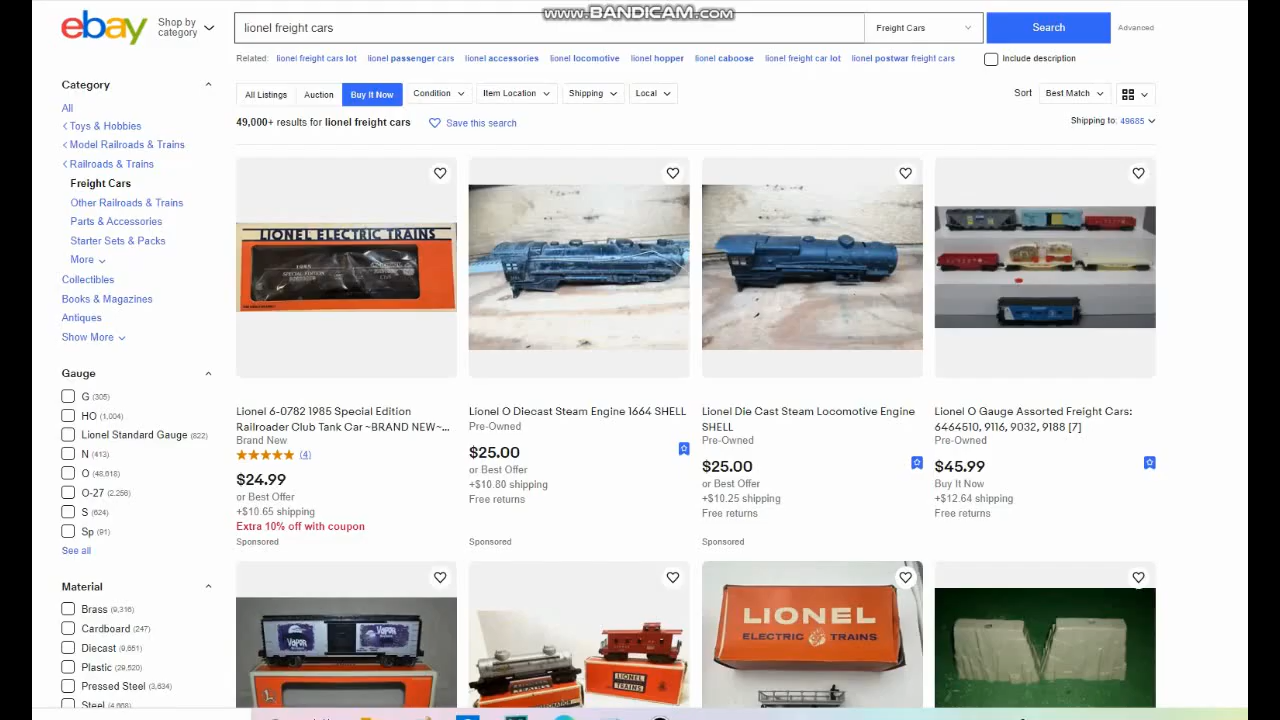 www.BANDICAM.com
ebay
Shop by category
lionel freight cars
Freight Cars
Search
Advanced
Related: lionel freight cars lot lionel passenger cars lionel accessories lionel locomotive lionel hopper lionel caboose lionel freight car lot lionel postwar freight cars
Include description
All Listings Auction Buy It Now Condition Item Location Shipping Local
Sort Best Match
49,000+ results for lionel freight cars
Save this search
Shipping to: 49685
Category
All
Toys & Hobbies
Model Railroads & Trains
Railroads & Trains
Freight Cars
Other Railroads & Trains
Parts & Accessories
Starter Sets & Packs
More
Collectibles
Books & Magazines
Antiques
Show More
Gauge
G (305)
HO (1,004)
Lionel Standard Gauge (822)
N (413)
O (48,618)
O-27 (2,256)
S (624)
Sp (91)
See all
Material
Brass (9,316)
Cardboard (247)
Diecast (9,651)
Plastic (29,520)
Pressed Steel (3,634)
Steel (4,668)
LIONEL ELECTRIC TRAINS
Lionel 6-0782 1985 Special Edition
Railroader Club Tank Car ~BRAND NEW~...
Brand New
(4)
$24.99
or Best Offer
+$10.65 shipping
Extra 10% off with coupon
Sponsored
Lionel O Diecast Steam Engine 1664 SHELL
Pre-Owned
$25.00
or Best Offer
+$10.80 shipping
Free returns
Sponsored
Lionel Die Cast Steam Locomotive Engine
SHELL
Pre-Owned
$25.00
or Best Offer
+$10.25 shipping
Free returns
Sponsored
Lionel O Gauge Assorted Freight Cars:
6464510, 9116, 9032, 9188 [7]
Pre-Owned
$45.99
Buy It Now
+$12.64 shipping
Free returns
VAPOR
VAPOR
LIONEL
TRAINS
LIONEL
ELECTRIC TRAINS